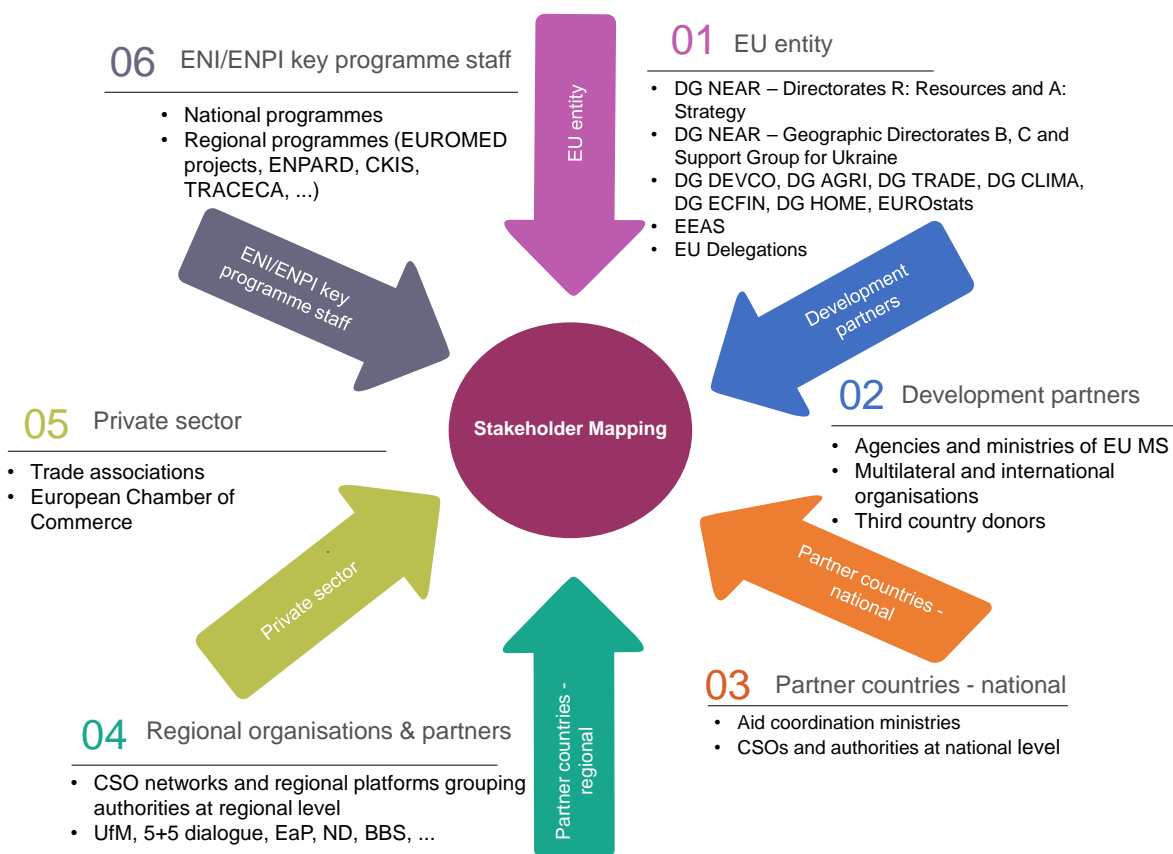 01 EU entity
• DG NEAR – Directorates R: Resources and A:
Strategy
• DG NEAR – Geographic Directorates B, C and
Support Group for Ukraine
• DG DEVCO, DG AGRI, DG TRADE, DG CLIMA,
DG ECFIN, DG HOME, EUROstats
• EEAS
• EU Delegations
06 ENI/ENPI key programme staff
• National programmes
• Regional programmes (EUROMED
projects, ENPARD, CKIS,
TRACECA, ...)
EU entity
ENI/ENPI key
programme staff
Development
partners
Stakeholder Mapping
02 Development partners
• Agencies and ministries of EU MS
• Multilateral and international
organisations
• Third country donors
05 Private sector
• Trade associations
• European Chamber of
Commerce
Private sector
Partner countries -
national
03 Partner countries - national
• Aid coordination ministries
• CSOs and authorities at national level
Partner countries -
regional
04 Regional organisations & partners
• CSO networks and regional platforms grouping
authorities at regional level
• UfM, 5+5 dialogue, EaP, ND, BBS, ...